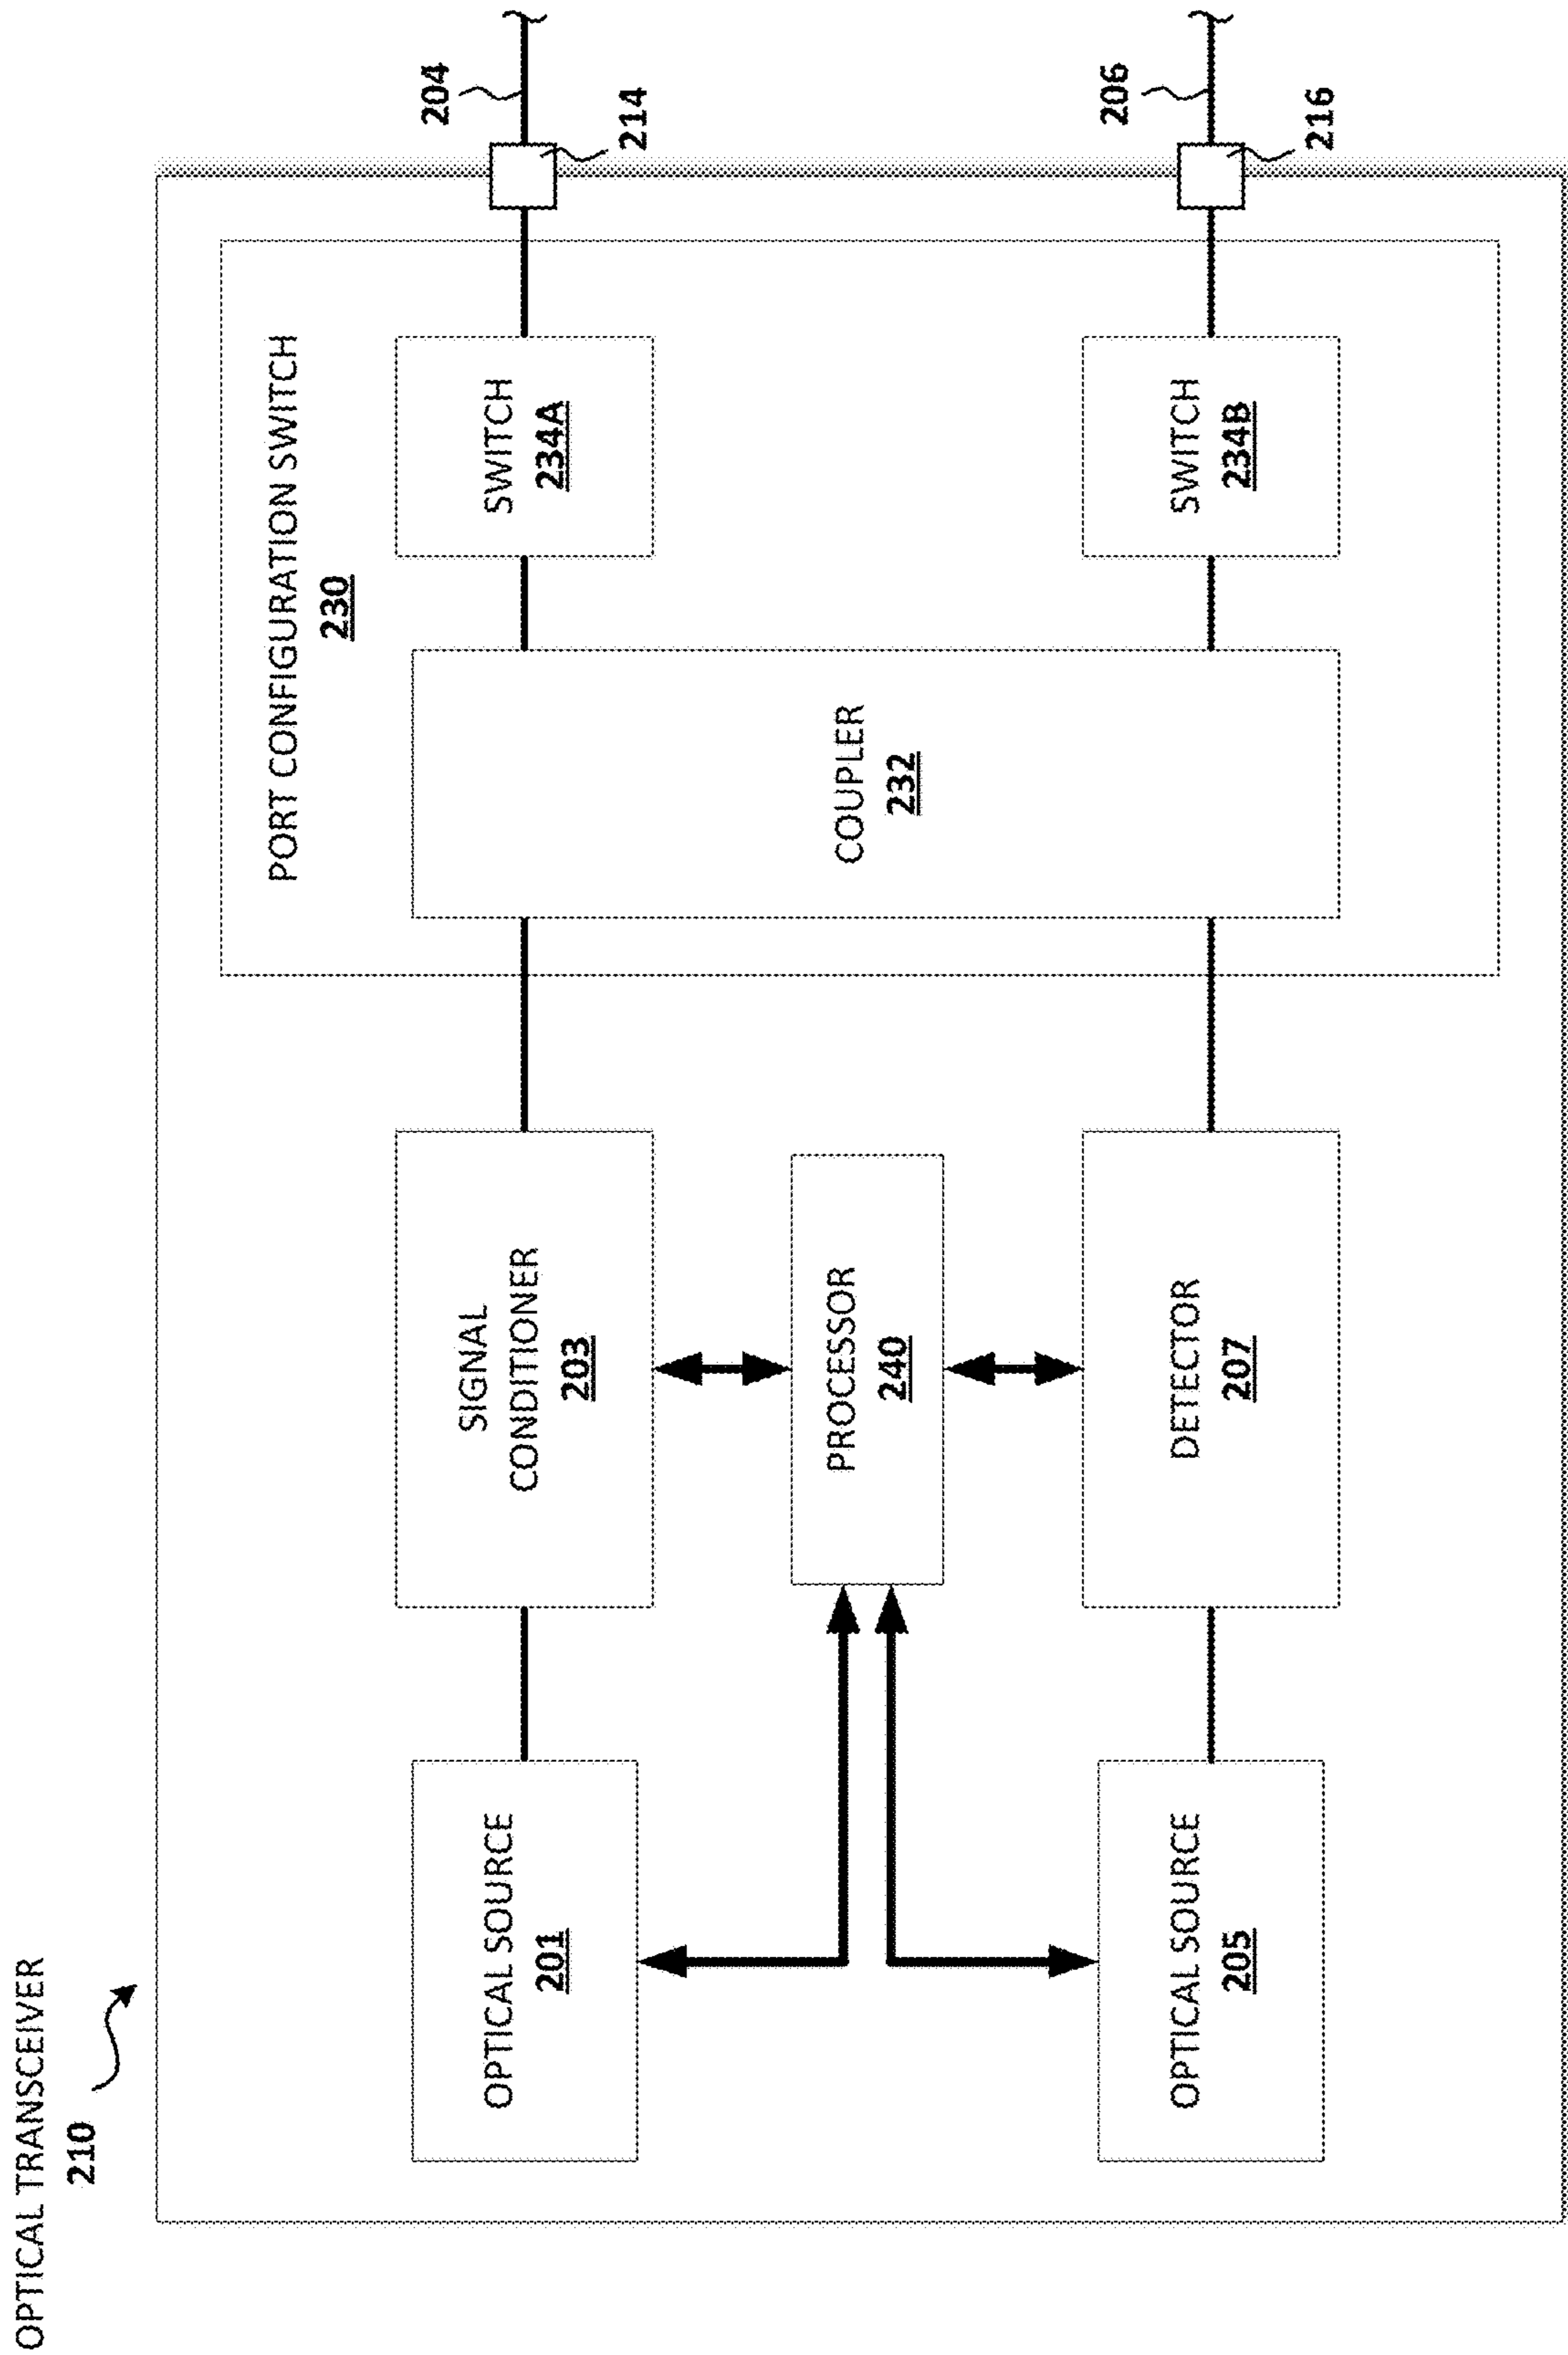 OPTICAL TRANSCEIVER
210
PORT CONFIGURATION SWITCH
230
OPTICAL SOURCE
201
SIGNAL
CONDITIONER
203
SWITCH
234A
204
214
PROCESSOR
240
COUPLER
232
OPTICAL SOURCE
205
DETECTOR
207
SWITCH
234B
206
216